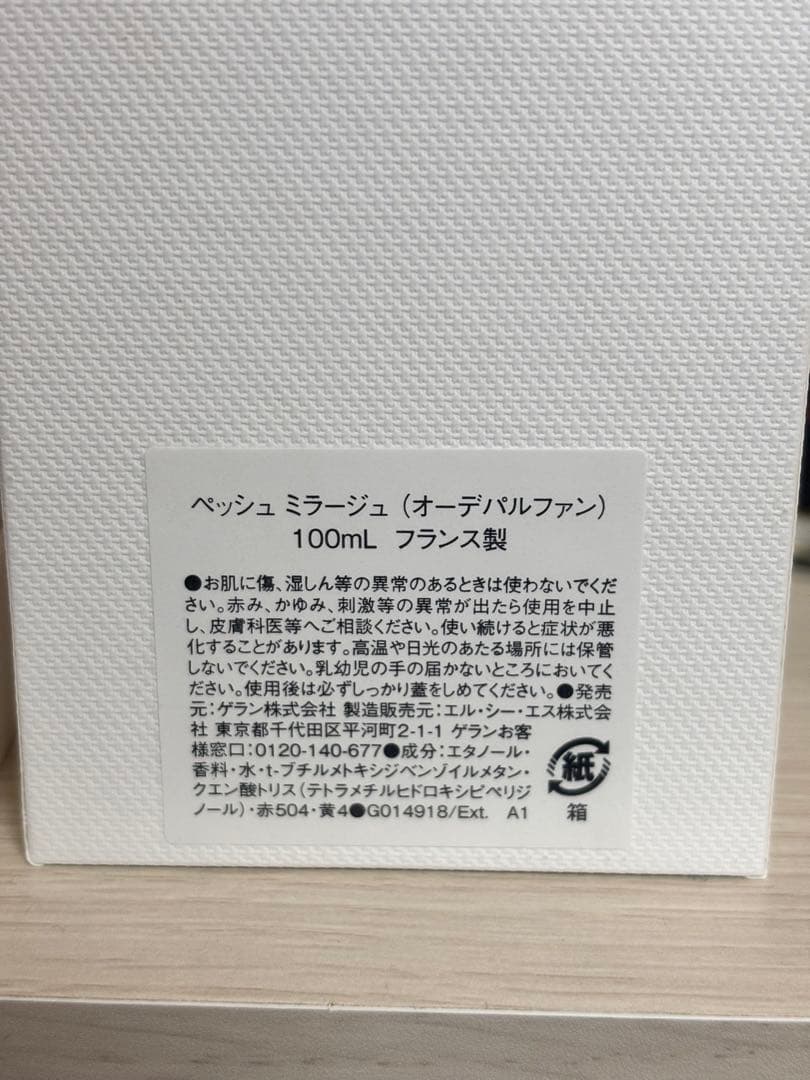 ペッシュ ミラージュ (オーデパルファン)
100mL フランス製
●お肌に傷、湿しん等の異常のあるときは使わないでくだ
さい。赤み、かゆみ、刺激等の異常が出たら使用を中止
し、皮膚科医等へご相談ください。使い続けると症状が悪
化することがあります。高温や日光のあたる場所には保管
しないでください。乳幼児の手の届かないところにおいてく
ださい。使用後は必ずしっかり蓋をしめてください。●発売
元:ゲラン株式会社 製造販売元:エル・シー・エス株式会
社 東京都千代田区平河町2-1-1 ゲランお客
様窓口:0120-140-677●成分:エタノール・
香料・水・t-ブチルメトキシジベンゾイルメタン・
クエン酸トリス(テトラメチルヒドロキシピペリジ
ノール)・赤504・黄4●G014918/Ext. A1
紙
箱